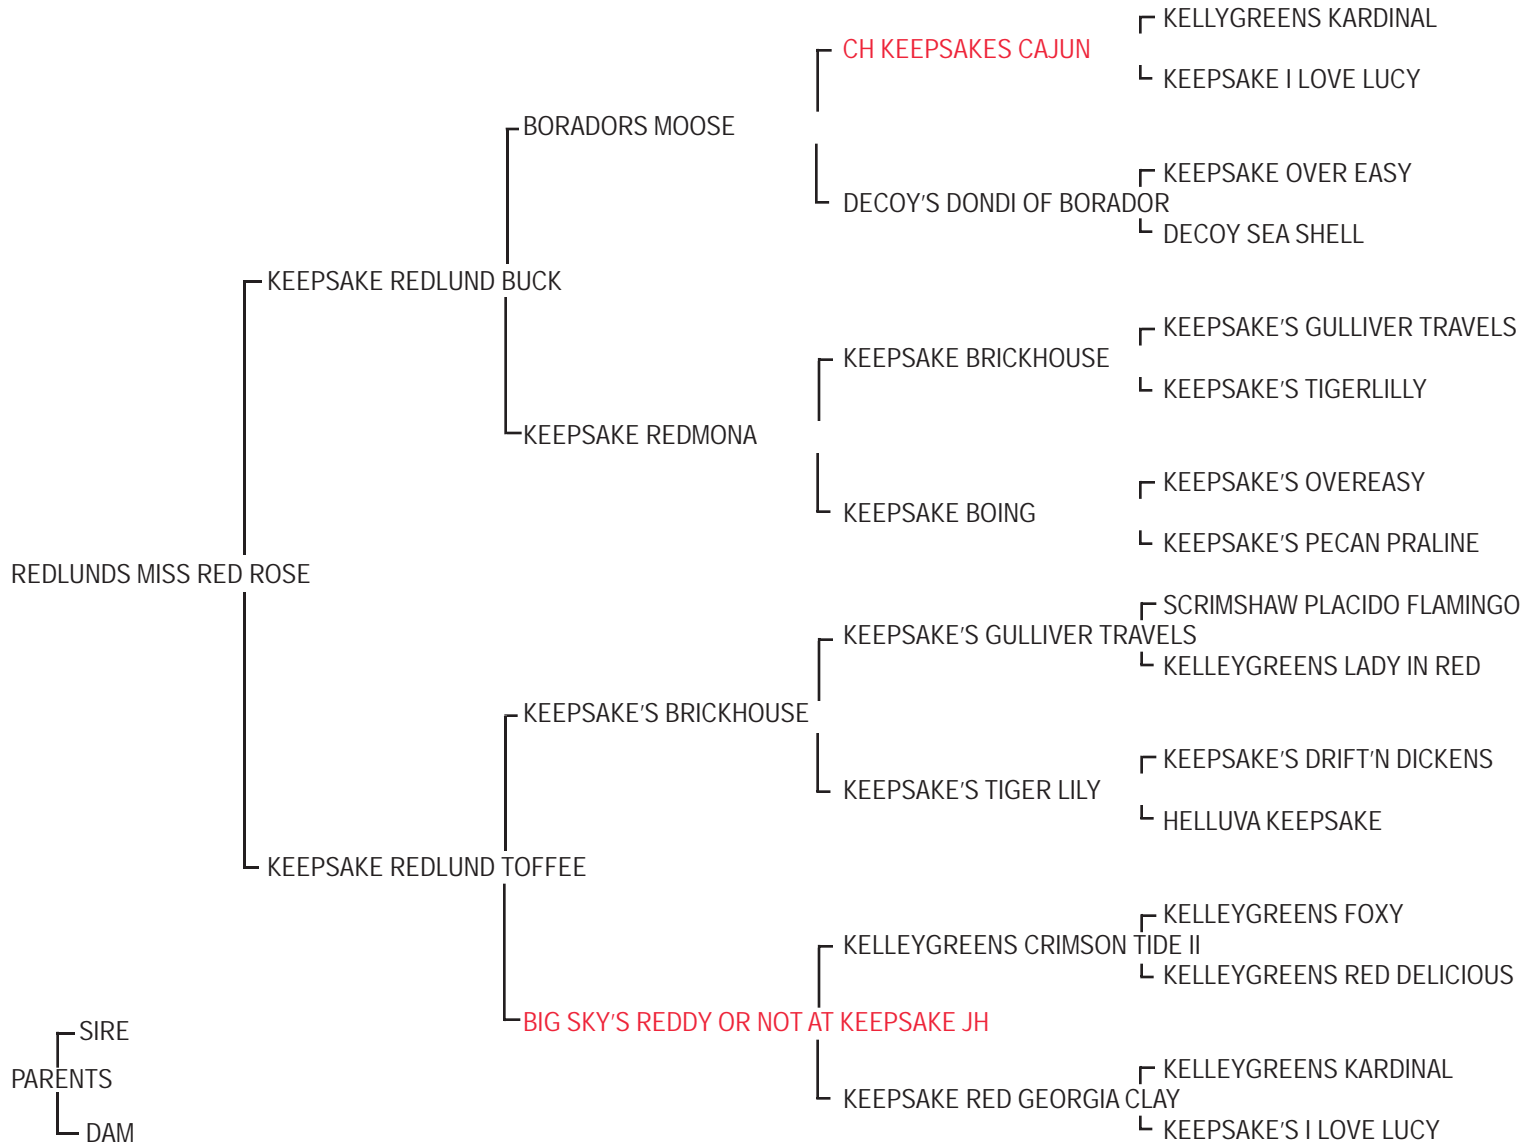 KELLYGREENS KARDINAL
CH KEEPSAKES CAJUN
KEEPSAKE I LOVE LUCY
BORADORS MOOSE
KEEPSAKE OVER EASY
DECOY'S DONDI OF BORADOR
DECOY SEA SHELL
KEEPSAKE REDLUND BUCK
KEEPSAKE'S GULLIVER TRAVELS
KEEPSAKE BRICKHOUSE
KEEPSAKE'S TIGERLILLY
KEEPSAKE REDMONA
KEEPSAKE'S OVEREASY
KEEPSAKE BOING
KEEPSAKE'S PECAN PRALINE
REDLUNDS MISS RED ROSE
SCRIMSHAW PLACIDO FLAMINGO
KEEPSAKE'S GULLIVER TRAVELS
KELLEYGREENS LADY IN RED
KEEPSAKE'S BRICKHOUSE
KEEPSAKE'S DRIFT'N DICKENS
KEEPSAKE'S TIGER LILY
HELLUVA KEEPSAKE
KEEPSAKE REDLUND TOFFEE
KELLEYGREENS FOXY
KELLEYGREENS CRIMSON TIDE II
KELLEYGREENS RED DELICIOUS
BIG SKY'S REDDY OR NOT AT KEEPSAKE JH
KELLEYGREENS KARDINAL
KEEPSAKE RED GEORGIA CLAY
KEEPSAKE'S I LOVE LUCY
SIRE
PARENTS
DAM